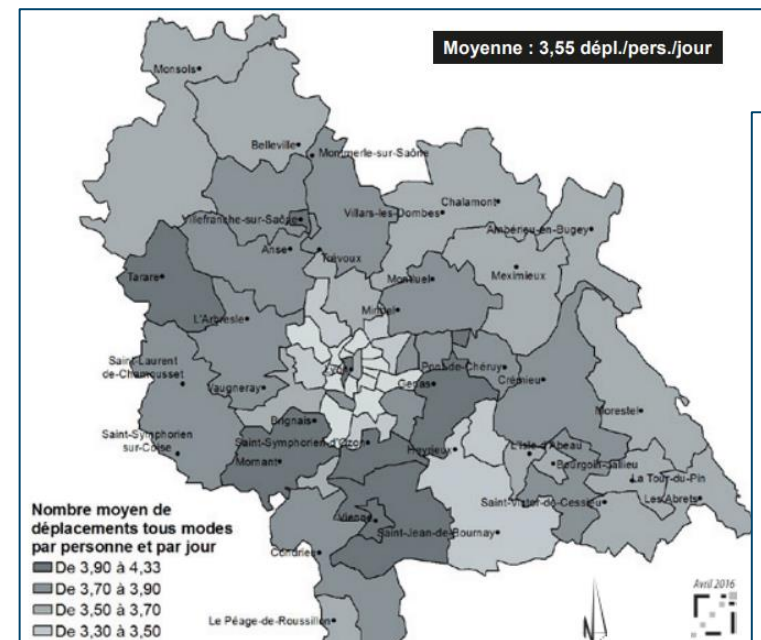 Moyenne : 3,55 dépl./pers./jour
Monsols
Belleville
Montmerle-sur-Saône
Chalamont
Villefranche-sur-Saône
Villars-les-Dombes
Ambérieu-en-Bugey
Anse
Trévoux
Tarare
Montluel
Meximieux
L'Arbresle
Miribel
Saint-Laurent
de-Chamousset
Lyon
Pont-de-Chéruy
Vaugneray
Genas
Crémieu
Morestel
Brignais
Saint-Symphorien
sur-Coise
Saint-Symphorien d'Ozon
Heyrieux
L'Isle d'Abeau
Mornant
Bourgoin-Jallieu
La Tour-du-Pin
Saint-Victor-de-Cessieu
Les Abrets
Vienne
Saint-Jean-de-Bournay
Condrieu
Le Péage-de-Roussillon
Nombre moyen de
déplacements tous modes
par personne et par jour
De 3,90 à 4,33
De 3,70 à 3,90
De 3,50 à 3,70
De 3,30 à 3,50
Avril 2016
N